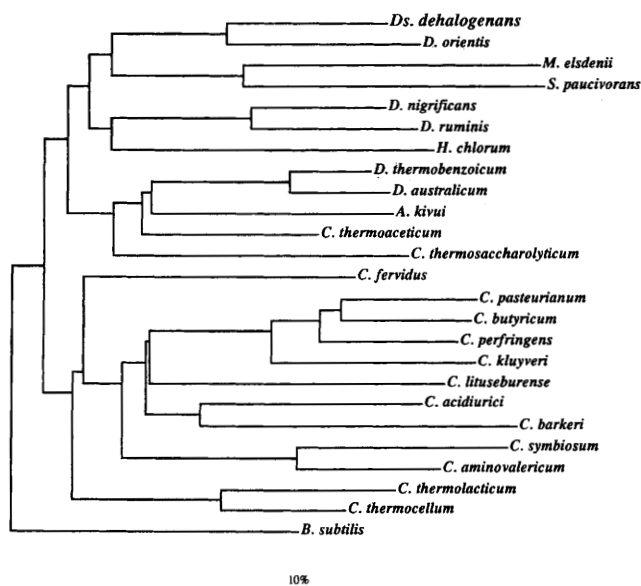 Ds. dehalogenans
D. orientis
M. elsdenii
S. paucivorans
D. nigrificans
D. ruminis
H. chlorum
D. thermobenzoicum
D. australicum
A. kivui
C. thermoaceticum
C. thermosaccharolyticum
C. fervidus
C. pasteurianum
C. butyricum
C. perfringens
C. kluyveri
C. lituseburense
C. acidiurici
C. barkeri
C. symbiosum
C. aminovalericum
C. thermolacticum
C. thermocellum
B. subtilis
10%